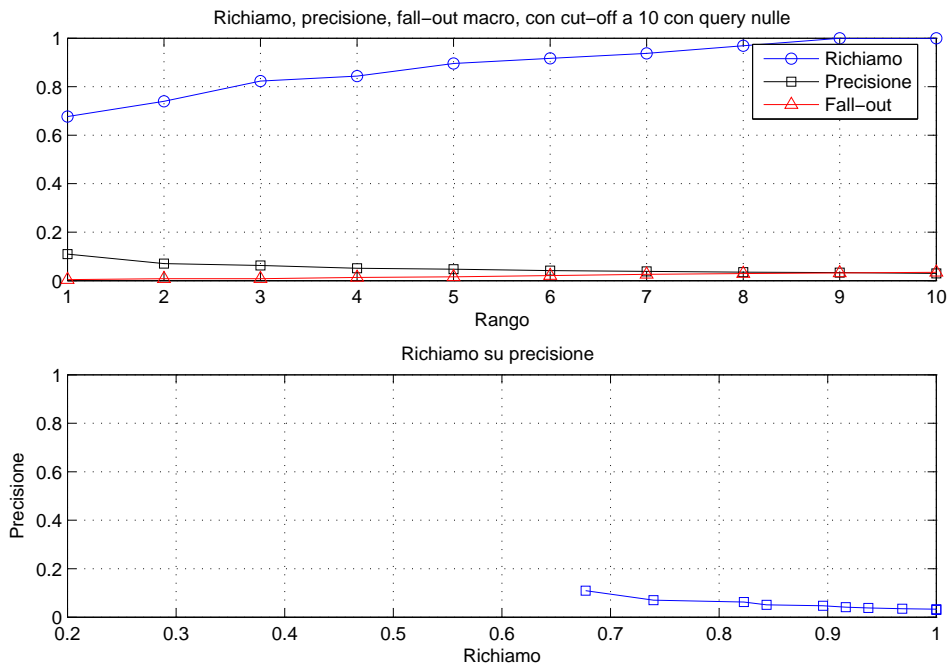 Richiamo, precisione, fall−out macro, con cut−off a 10 con query nulle
1
0.8
0.6
0.4
0.2
0
Richiamo
Precisione
Fall−out
1 2 3 4 5 6 7 8 9 10
Rango
Richiamo su precisione
Precisione
1
0.8
0.6
0.4
0.2
0
0.2 0.3 0.4 0.5 0.6 0.7 0.8 0.9 1
Richiamo